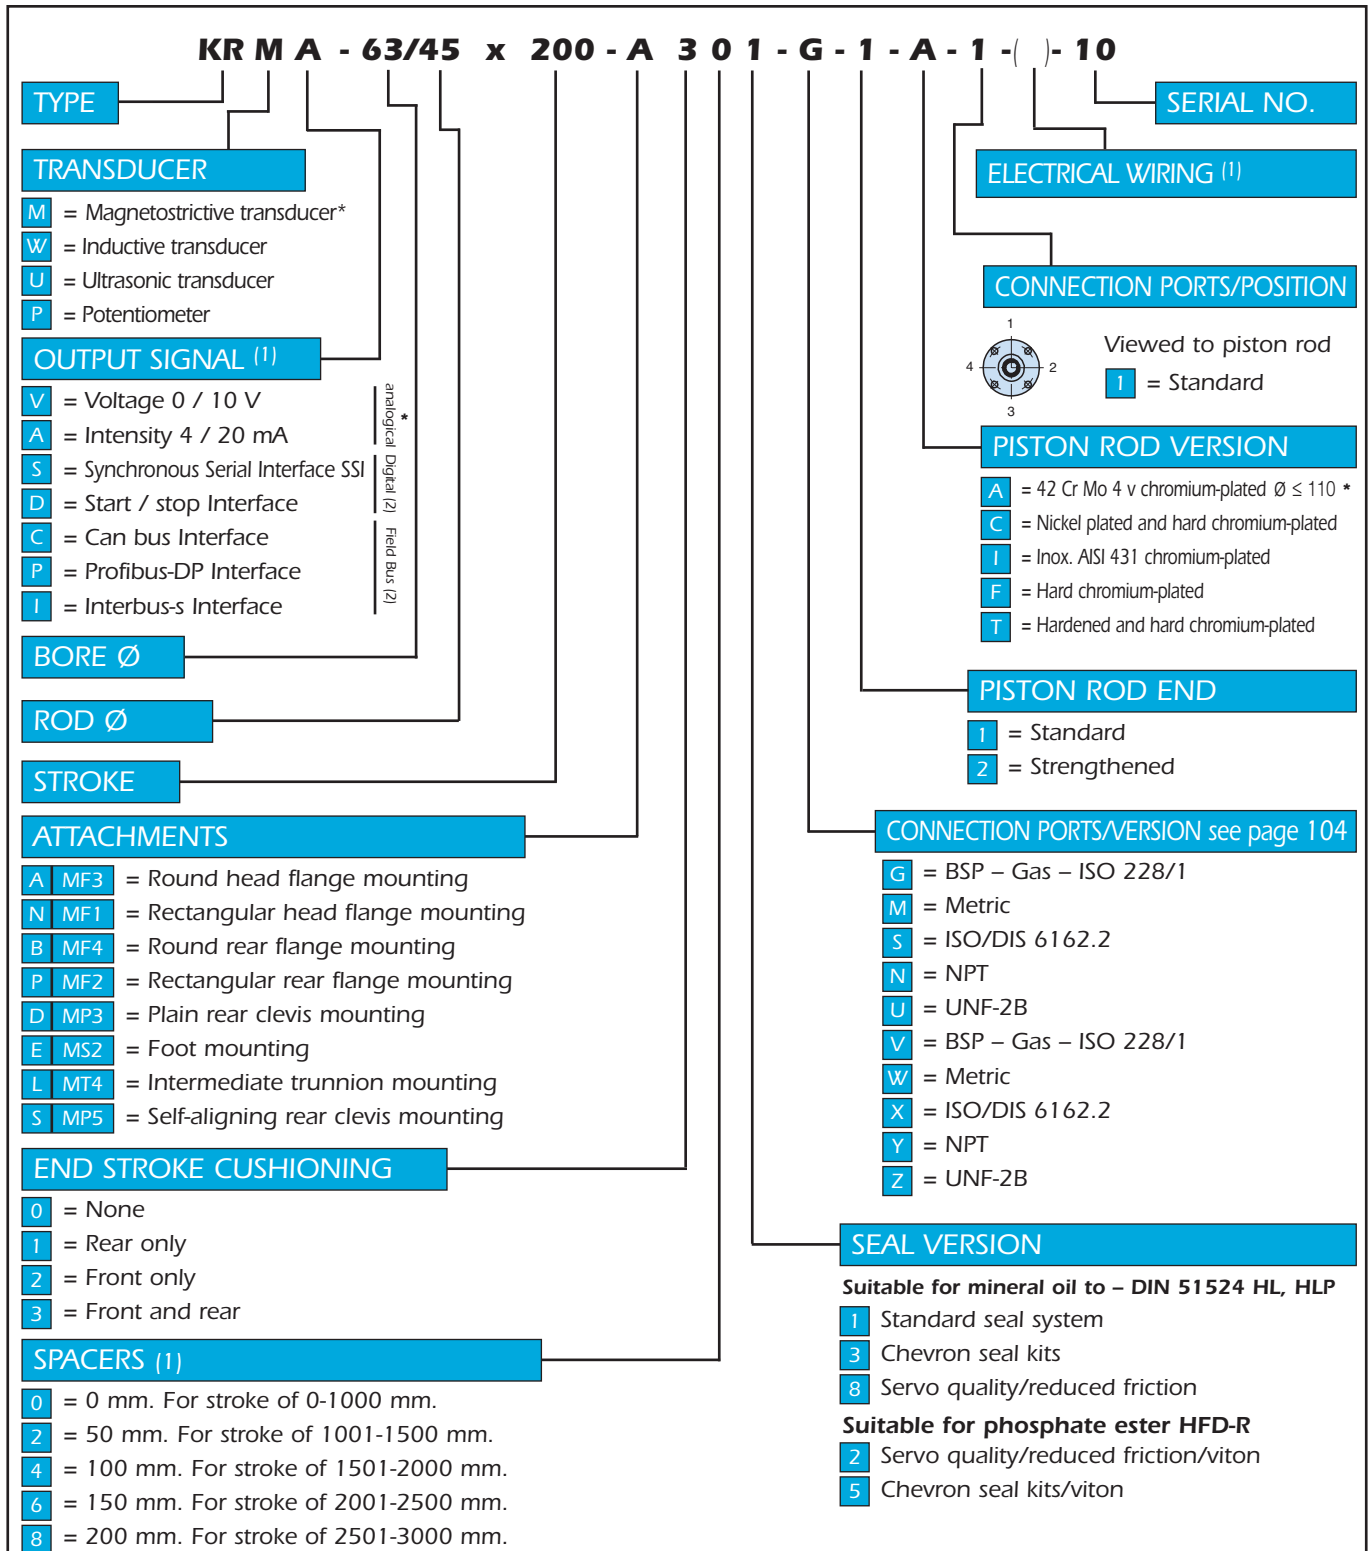 KR M A - 63/45 x 200 - A 3 0 1 - G - 1 - A - 1 -( )- 10
TYPE
TRANSDUCER
M = Magnetostrictive transducer*
W = Inductive transducer
U = Ultrasonic transducer
P = Potentiometer
OUTPUT SIGNAL (1)
V = Voltage 0 / 10 V
A = Intensity 4 / 20 mA
S = Synchronous Serial Interface SSI
D = Start / stop Interface
C = Can bus Interface
P = Profibus-DP Interface
I = Interbus-s Interface
analogical *
Digital (2)
Field Bus (2)
BORE Ø
ROD Ø
STROKE
ATTACHMENTS
A MF3 = Round head flange mounting
N MF1 = Rectangular head flange mounting
B MF4 = Round rear flange mounting
P MF2 = Rectangular rear flange mounting
D MP3 = Plain rear clevis mounting
E MS2 = Foot mounting
L MT4 = Intermediate trunnion mounting
S MP5 = Self-aligning rear clevis mounting
END STROKE CUSHIONING
0 = None
1 = Rear only
2 = Front only
3 = Front and rear
SPACERS (1)
0 = 0 mm. For stroke of 0-1000 mm.
2 = 50 mm. For stroke of 1001-1500 mm.
4 = 100 mm. For stroke of 1501-2000 mm.
6 = 150 mm. For stroke of 2001-2500 mm.
8 = 200 mm. For stroke of 2501-3000 mm.
SERIAL NO.
ELECTRICAL WIRING (1)
CONNECTION PORTS/POSITION
1
4 2
3
Viewed to piston rod
1 = Standard
PISTON ROD VERSION
A = 42 Cr Mo 4 v chromium-plated Ø ≤ 110 *
C = Nickel plated and hard chromium-plated
I = Inox. AISI 431 chromium-plated
F = Hard chromium-plated
T = Hardened and hard chromium-plated
PISTON ROD END
1 = Standard
2 = Strengthened
CONNECTION PORTS/VERSION see page 104
G = BSP – Gas – ISO 228/1
M = Metric
S = ISO/DIS 6162.2
N = NPT
U = UNF-2B
V = BSP – Gas – ISO 228/1
W = Metric
X = ISO/DIS 6162.2
Y = NPT
Z = UNF-2B
SEAL VERSION
Suitable for mineral oil to – DIN 51524 HL, HLP
1 Standard seal system
3 Chevron seal kits
8 Servo quality/reduced friction
Suitable for phosphate ester HFD-R
2 Servo quality/reduced friction/viton
5 Chevron seal kits/viton